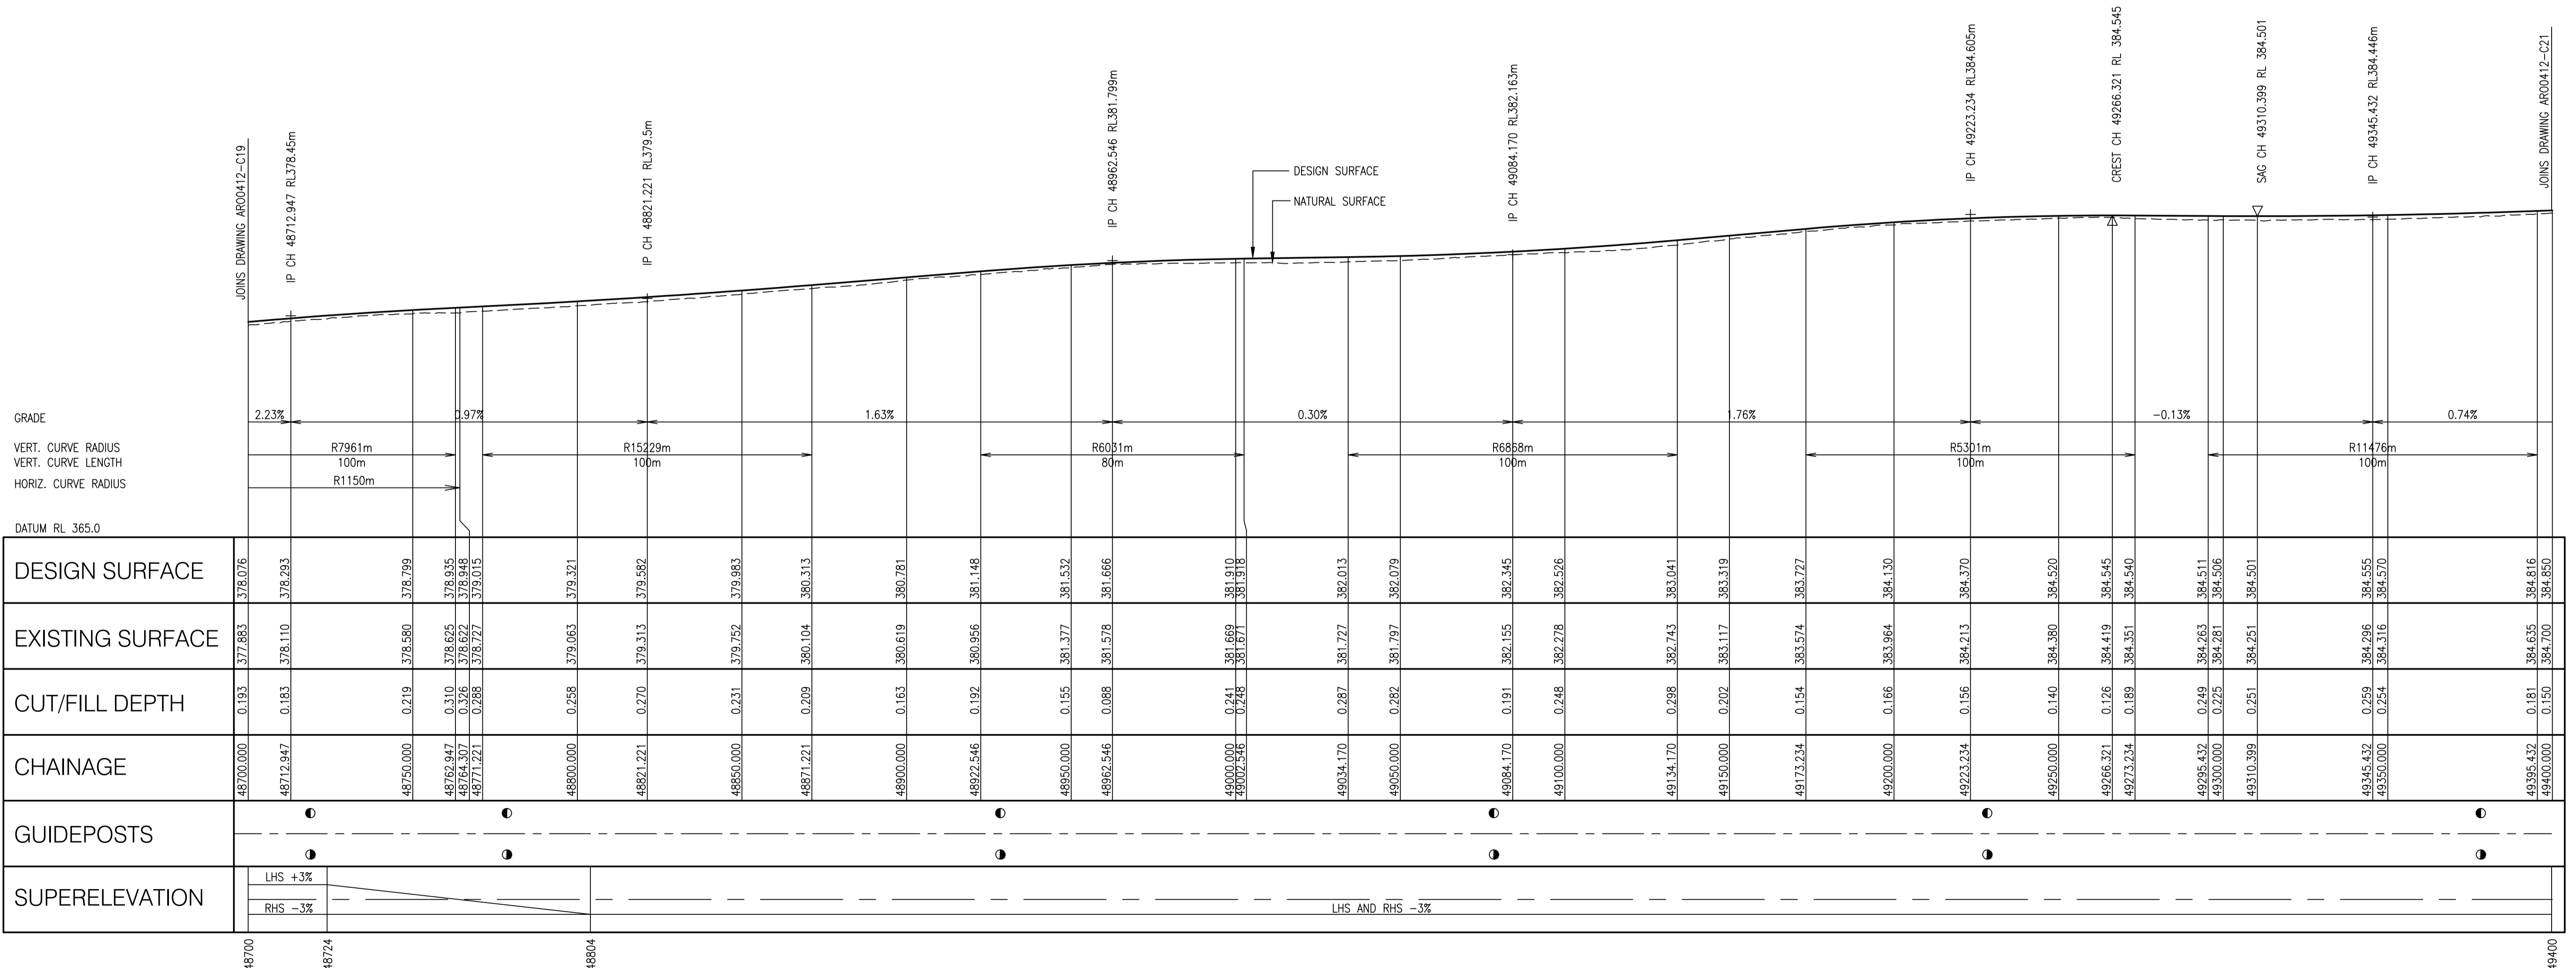 JOINS DRAWING ARO0412-C19
IP CH 48712.947 RL378.45m
IP CH 48821.221 RL379.5m
IP CH 48962.546 RL381.799m
DESIGN SURFACE
NATURAL SURFACE
IP CH 49084.170 RL382.163m
IP CH 49223.234 RL384.605m
CREST CH 49266.321 RL 384.545
SAG CH 49310.399 RL 384.501
IP CH 49345.432 RL384.446m
JOINS DRAWING ARO0412-C21
GRADE 2.23% 0.97% 1.63% 0.30% 1.76% -0.13% 0.74%
VERT. CURVE RADIUS R7961m R15229m R6031m R6868m R5301m R11476m
VERT. CURVE LENGTH 100m 100m 80m 100m 100m 100m
HORIZ. CURVE RADIUS R1150m
DATUM RL 365.0
DESIGN SURFACE 378.076 378.293 378.799 378.935 378.948 379.015 379.321 379.582 379.983 380.313 380.781 381.148 381.532 381.666 381.910 381.918 382.013 382.079 382.345 382.526 383.041 383.319 383.727 384.130 384.370 384.520 384.545 384.540 384.511 384.506 384.501 384.555 384.570 384.816 384.850
EXISTING SURFACE 377.883 378.110 378.580 378.625 378.622 378.727 379.063 379.313 379.752 380.104 380.619 380.956 381.377 381.578 381.669 381.671 381.727 381.797 382.155 382.278 382.743 383.117 383.574 383.964 384.213 384.380 384.419 384.351 384.263 384.281 384.251 384.296 384.316 384.635 384.700
CUT/FILL DEPTH 0.193 0.183 0.219 0.310 0.326 0.288 0.258 0.270 0.231 0.209 0.163 0.192 0.155 0.088 0.241 0.248 0.287 0.282 0.191 0.248 0.298 0.202 0.154 0.166 0.156 0.140 0.126 0.189 0.249 0.225 0.251 0.259 0.254 0.181 0.150
CHAINAGE 48700.000 48712.947 48750.000 48762.947 48764.307 48771.221 48800.000 48821.221 48850.000 48871.221 48900.000 48922.546 48950.000 48962.546 49000.000 49002.546 49034.170 49050.000 49084.170 49100.000 49134.170 49150.000 49173.234 49200.000 49223.234 49250.000 49266.321 49273.234 49295.432 49300.000 49310.399 49345.432 49350.000 49395.432 49400.000
GUIDEPOSTS
SUPERELEVATION
LHS +3%
RHS -3%
LHS AND RHS -3%
48700 48724 48804 49400